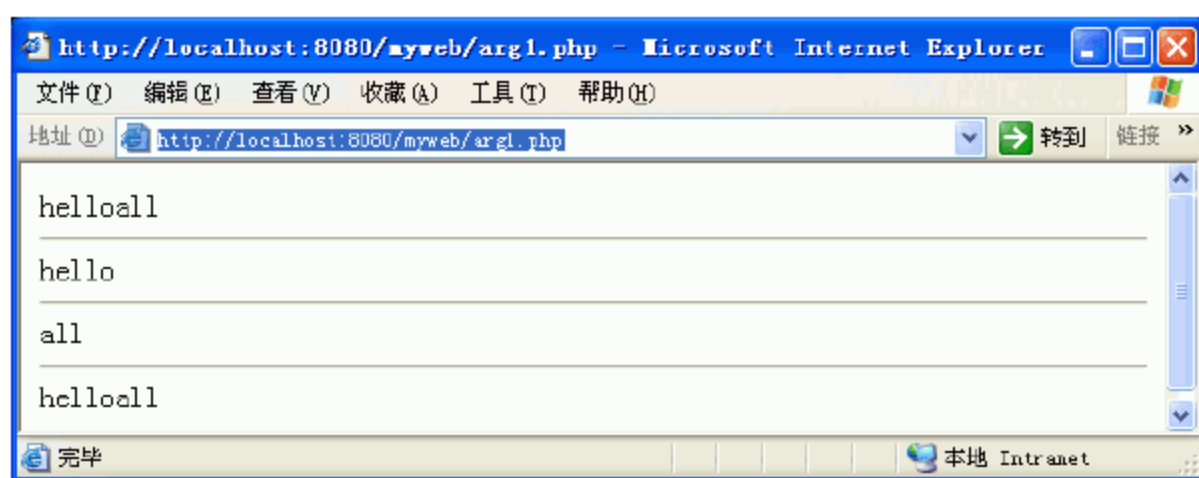 http://localhost:8080/myweb/arg1.php - Microsoft Internet Explorer
文件(F) 编辑(E) 查看(V) 收藏(A) 工具(T) 帮助(H)
地址(D) http://localhost:8080/myweb/arg1.php 转到 链接 »
helloall
hello
all
helloall
完毕 本地 Intranet